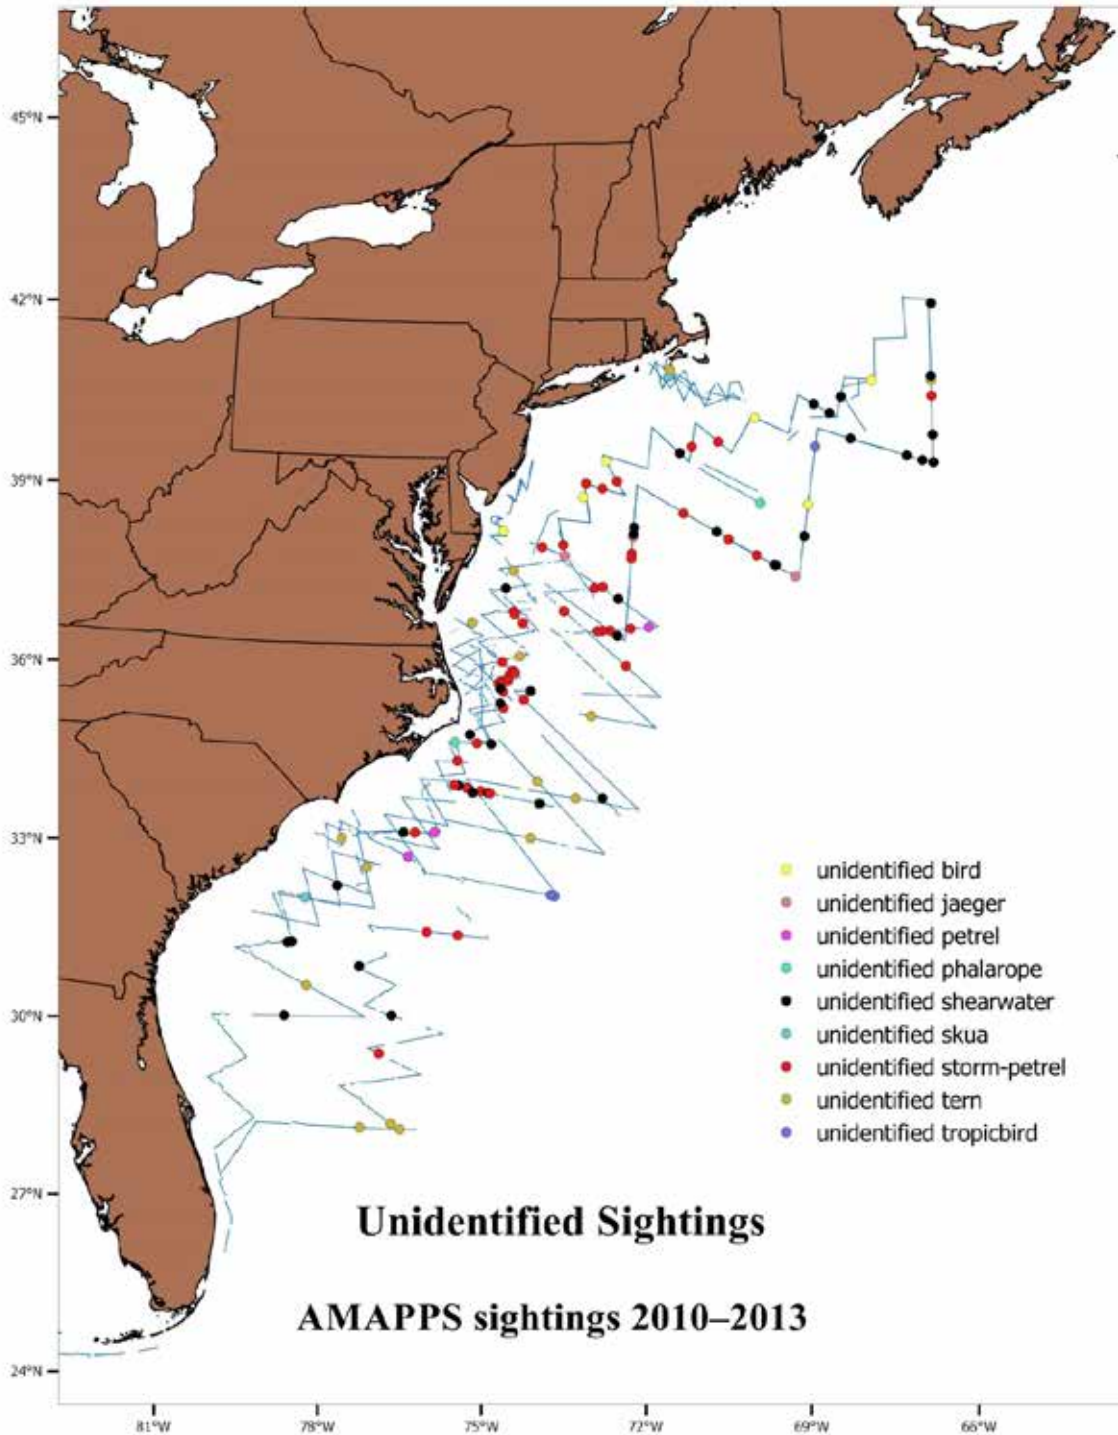 45°N
42°N
39°N
36°N
33°N
30°N
27°N
24°N
unidentified bird
unidentified jaeger
unidentified petrel
unidentified phalarope
unidentified shearwater
unidentified skua
unidentified storm-petrel
unidentified tern
unidentified tropicbird
Unidentified Sightings
AMAPPS sightings 2010–2013
81°W 78°W 75°W 72°W 69°W 66°W